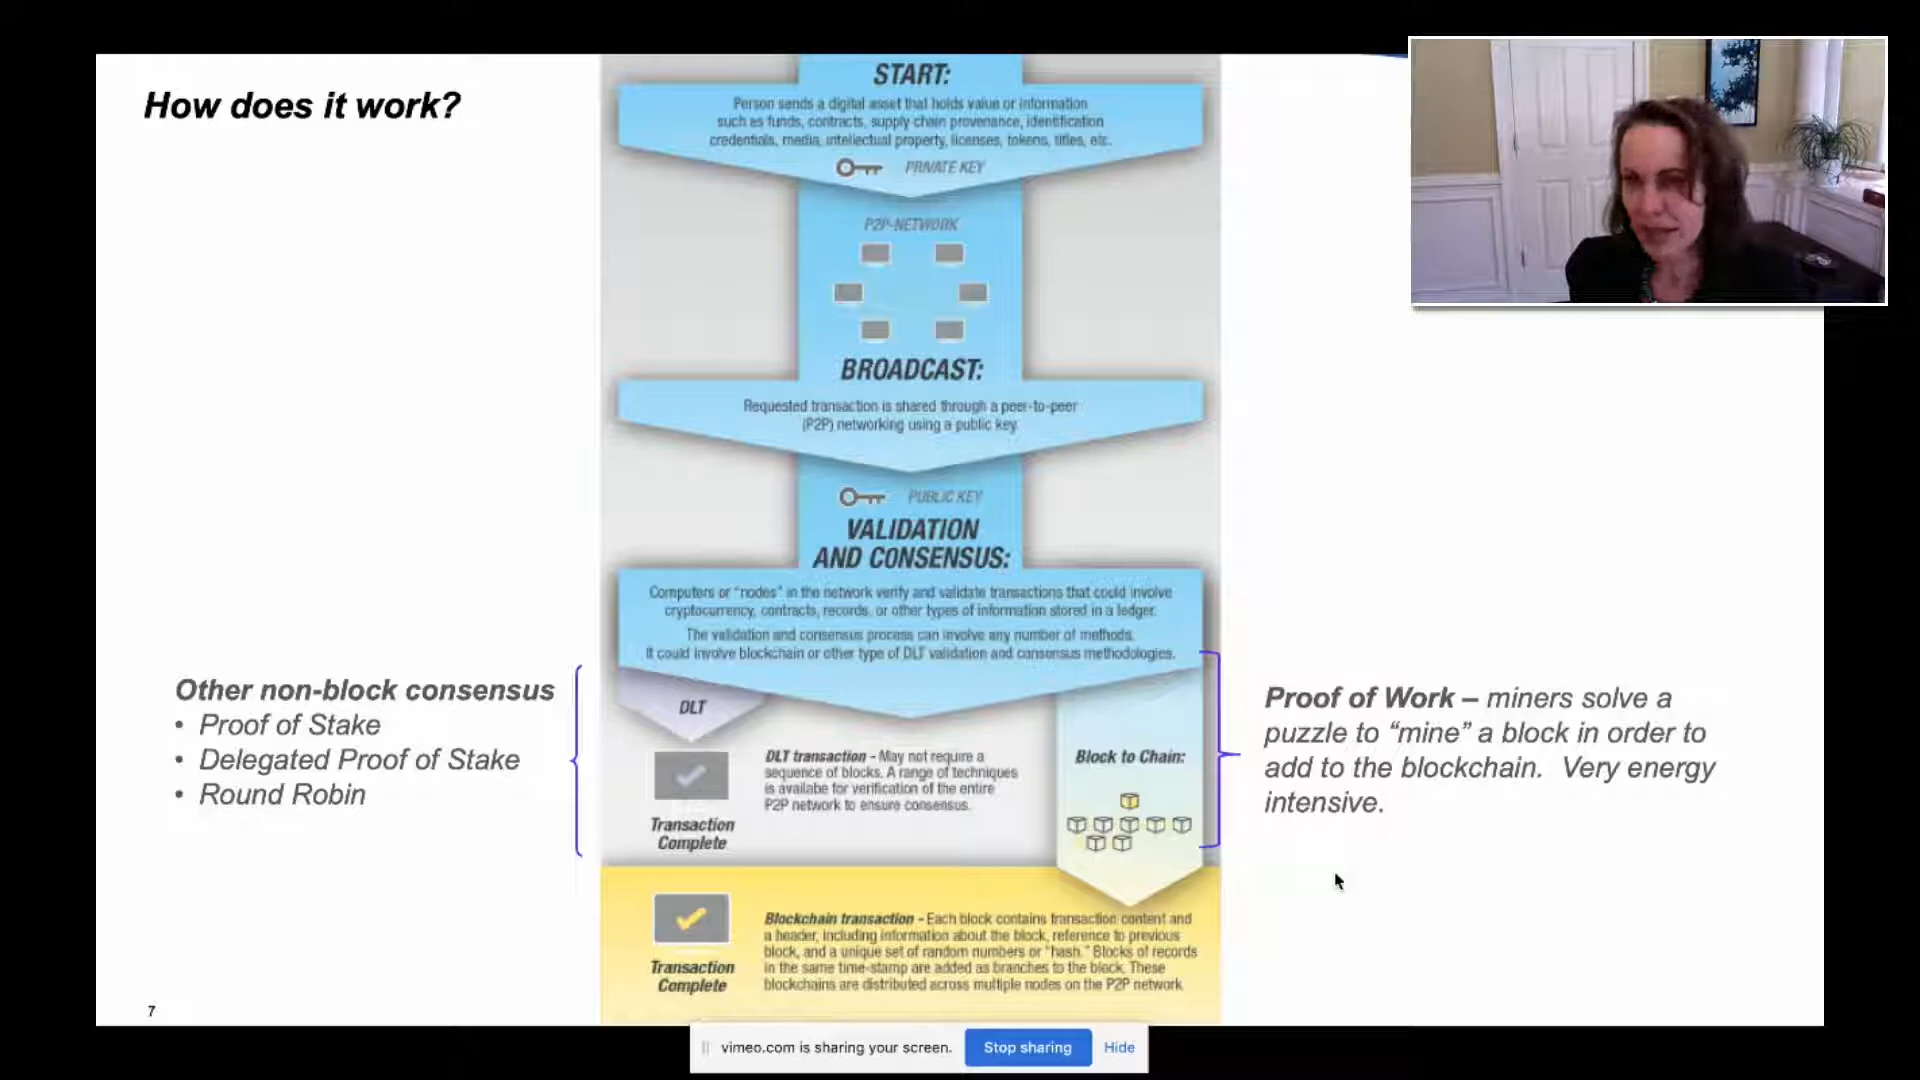 How does it work?
START:
Person sends a digital asset that holds value or information
such as funds, contracts, supply chain provenance, identification
credentials, media, intellectual property, licenses, tokens, titles, etc.
PRIVATE KEY
P2P-NETWORK
BROADCAST:
Requested transaction is shared through a peer-to-peer
(P2P) networking using a public key
PUBLIC KEY
VALIDATION
AND CONSENSUS:
Computers or "nodes" in the network verify and validate transactions that could involve
cryptocurrency, contracts, records, or other types of information stored in a ledger.
The validation and consensus process can involve any number of methods.
It could involve blockchain or other type of DLT validation and consensus methodologies.
Other non-block consensus
• Proof of Stake
• Delegated Proof of Stake
• Round Robin
DLT
Transaction
Complete
DLT transaction - May not require a
sequence of blocks. A range of techniques
is availabe for verification of the entire
P2P network to ensure consensus.
Block to Chain:
Proof of Work – miners solve a
puzzle to “mine” a block in order to
add to the blockchain.  Very energy
intensive.
Transaction
Complete
Blockchain transaction - Each block contains transaction content and
a header, including information about the block, reference to previous
block, and a unique set of random numbers or "hash." Blocks of records
in the same time-stamp are added as branches to the block. These
blockchains are distributed across multiple nodes on the P2P network
7
vimeo.com is sharing your screen.
Stop sharing
Hide